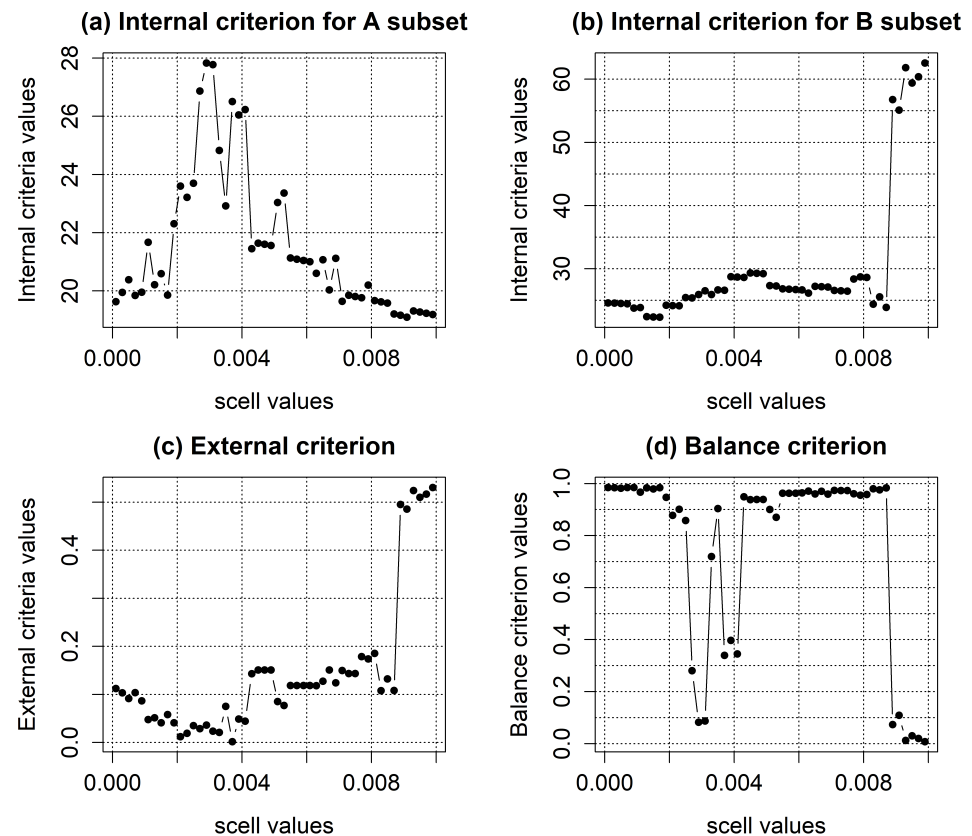 (a) Internal criterion for A subset
Internal criteria values
28
26
24
22
20
0.000 0.004 0.008
scell values
(b) Internal criterion for B subset
Internal criteria values
60
50
40
30
0.000 0.004 0.008
scell values
(c) External criterion
External criteria values
0.4
0.2
0.0
0.000 0.004 0.008
scell values
(d) Balance criterion
Balance criterion values
1.0
0.8
0.6
0.4
0.2
0.0
0.000 0.004 0.008
scell values